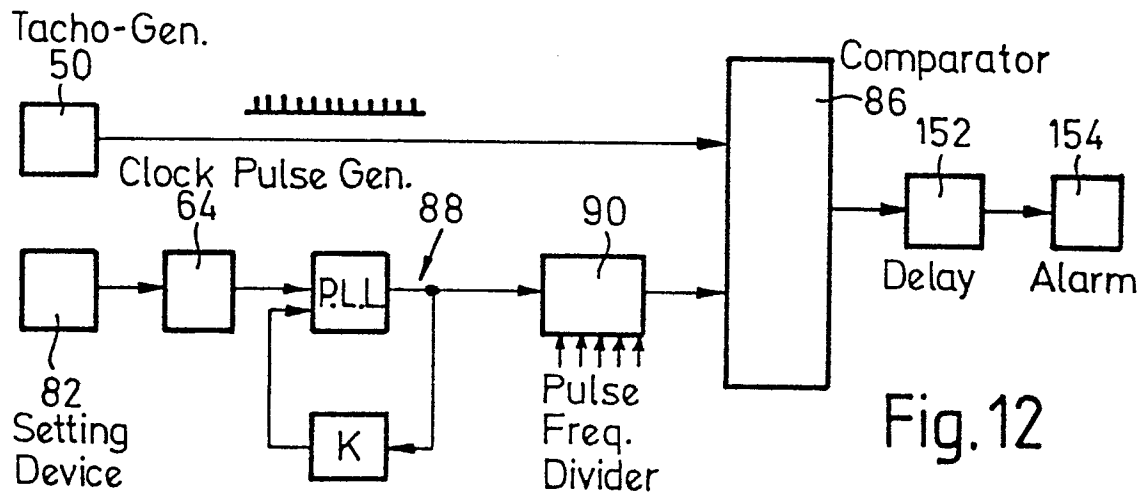 Tacho-Gen.
50
Comparator
86
152
154
Clock Pulse Gen.
64
88
90
P.L.L
Delay
Alarm
82
Setting
Device
K
Pulse
Freq.
Divider
Fig.12